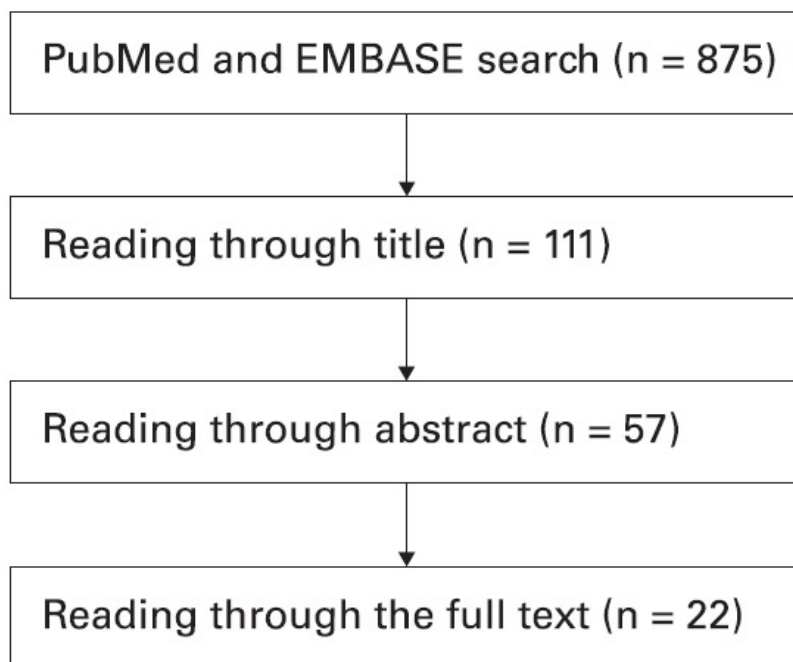 PubMed and EMBASE search (n = 875)
Reading through title (n = 111)
Reading through abstract (n = 57)
Reading through the full text (n = 22)